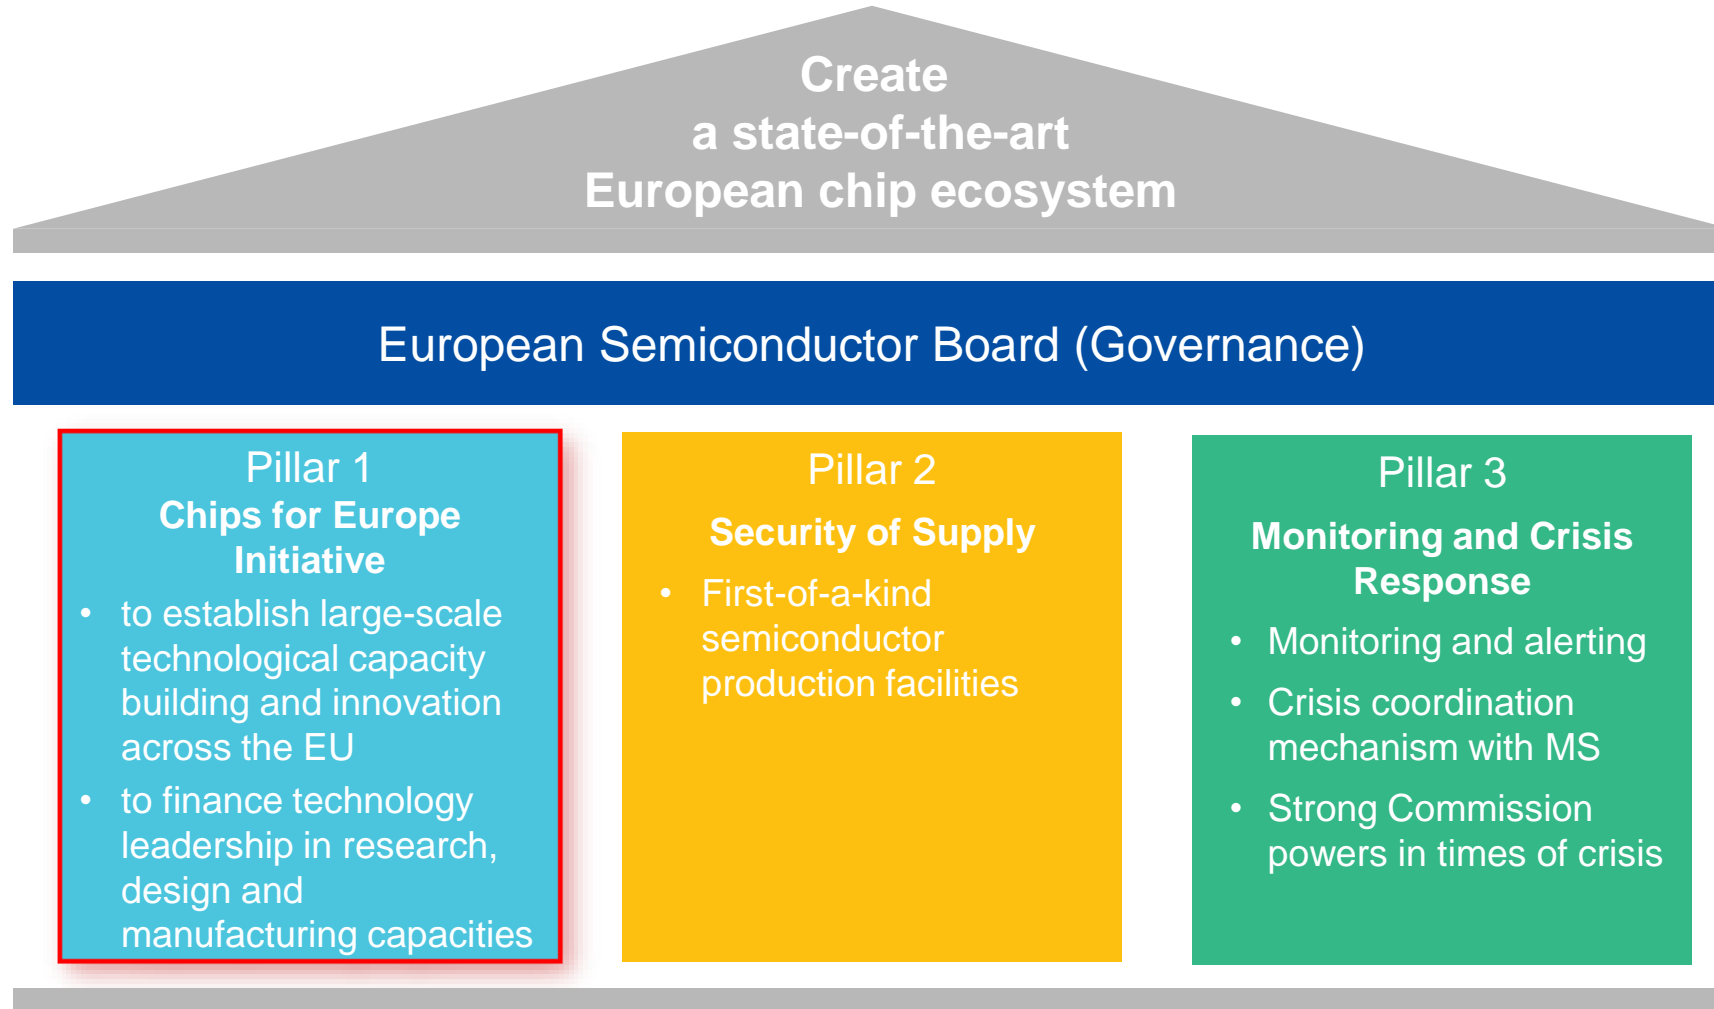 Create
a state-of-the-art
European chip ecosystem
European Semiconductor Board (Governance)
Pillar 1
Chips for Europe
Initiative
• to establish large-scale
technological capacity
building and innovation
across the EU
• to finance technology
leadership in research,
design and
manufacturing capacities
Pillar 2
Security of Supply
• First-of-a-kind
semiconductor
production facilities
Pillar 3
Monitoring and Crisis
Response
• Monitoring and alerting
• Crisis coordination
mechanism with MS
• Strong Commission
powers in times of crisis